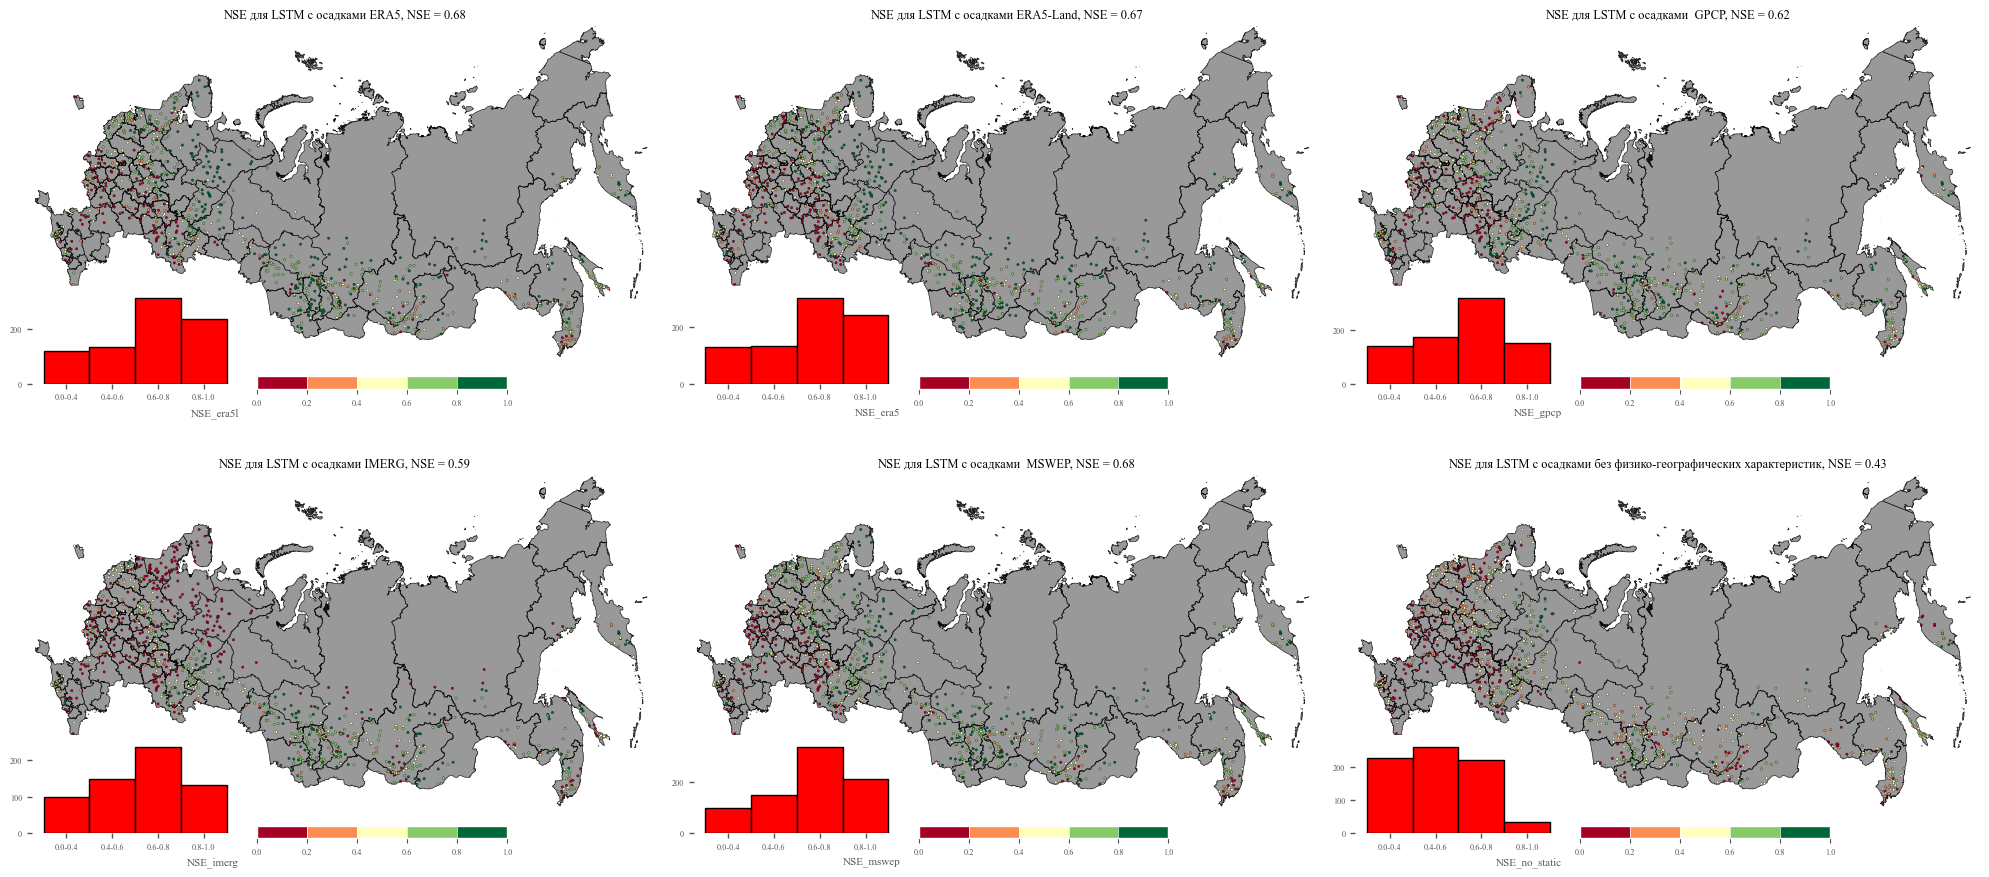 NSE для LSTM с осадками ERA5, NSE = 0.68
200
0
0.0-0.4 0.4-0.6 0.6-0.8 0.8-1.0
NSE_era5l
0.0 0.2 0.4 0.6 0.8 1.0
NSE для LSTM с осадками ERA5-Land, NSE = 0.67
200
0
0.0-0.4 0.4-0.6 0.6-0.8 0.8-1.0
NSE_era5
0.0 0.2 0.4 0.6 0.8 1.0
NSE для LSTM с осадками GPCP, NSE = 0.62
200
0
0.0-0.4 0.4-0.6 0.6-0.8 0.8-1.0
NSE_gpcp
0.0 0.2 0.4 0.6 0.8 1.0
NSE для LSTM с осадками IMERG, NSE = 0.59
200
100
0
0.0-0.4 0.4-0.6 0.6-0.8 0.8-1.0
NSE_imerg
0.0 0.2 0.4 0.6 0.8 1.0
NSE для LSTM с осадками MSWEP, NSE = 0.68
200
0
0.0-0.4 0.4-0.6 0.6-0.8 0.8-1.0
NSE_mswep
0.0 0.2 0.4 0.6 0.8 1.0
NSE для LSTM с осадками без физико-географических характеристик, NSE = 0.43
200
100
0
0.0-0.4 0.4-0.6 0.6-0.8 0.8-1.0
NSE_no_static
0.0 0.2 0.4 0.6 0.8 1.0